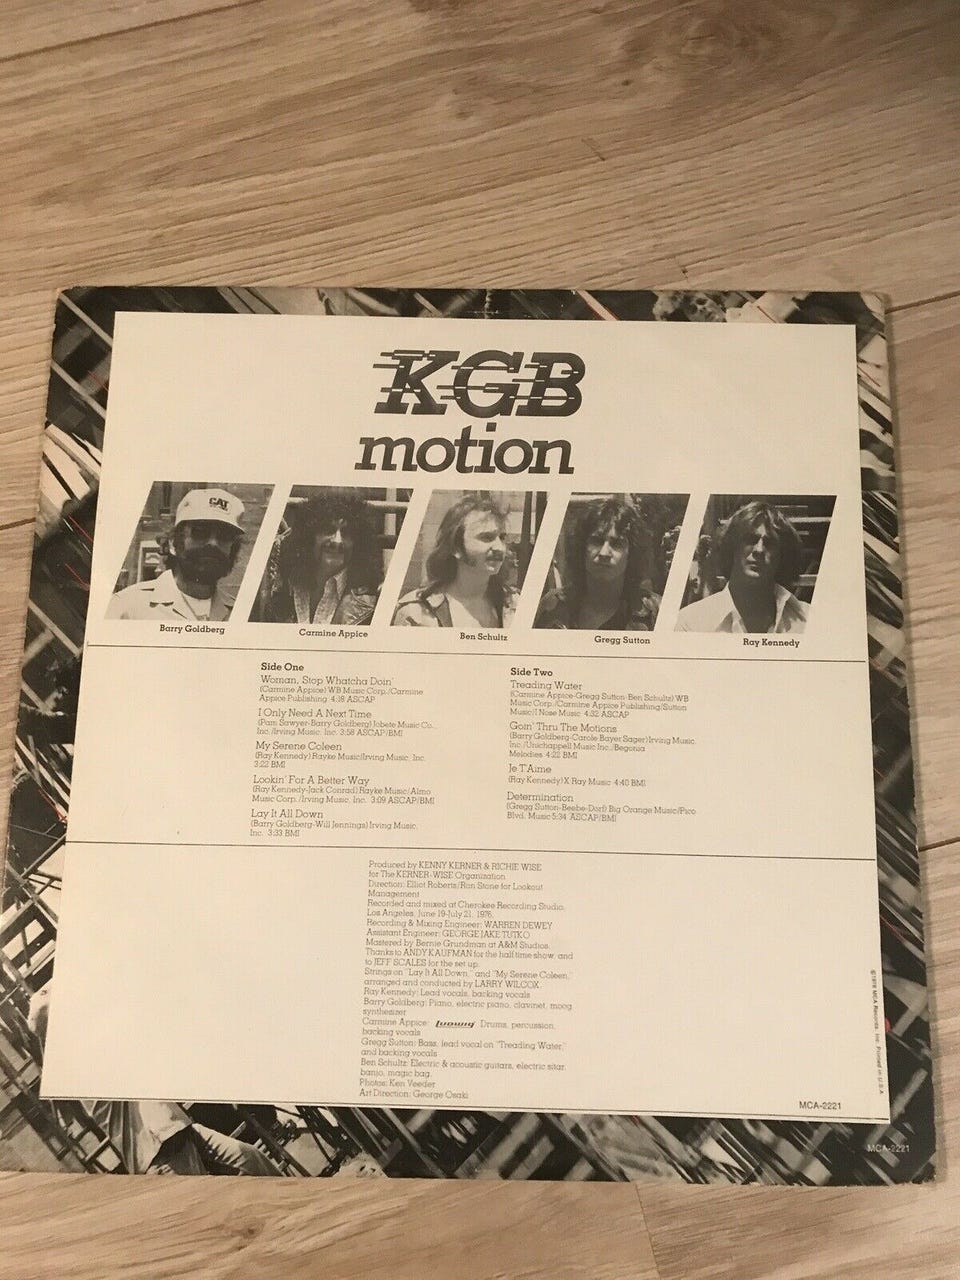 KGB
motion
CAT
Barry Goldberg
Carmine Appice
Ben Schultz
Gregg Sutton
Ray Kennedy
Side One
Woman, Stop Whatcha Doin'
(Carmine Appice) WB Music Corp./Carmine
Appice Publishing 4:18 ASCAP
I Only Need A Next Time
(Pam Sawyer-Barry Goldberg) Jobete Music Co.,
Inc./Irving Music, Inc. 3:58 ASCAP/BMI
My Serene Coleen
(Ray Kennedy) Rayke Music/Irving Music, Inc.
3:22 BMI
Lookin' For A Better Way
(Ray Kennedy-Jack Conrad) Rayke Music/Almo
Music Corp./Irving Music, Inc. 3:09 ASCAP/BMI
Lay It All Down
(Barry Goldberg-Will Jennings) Irving Music,
Inc. 3:33 BMI
Side Two
Treading Water
(Carmine Appice-Gregg Sutton-Ben Schultz) WB
Music Corp./Carmine Appice Publishing/Sutton
Music/I Nose Music 4:32 ASCAP
Goin' Thru The Motions
(Barry Goldberg-Carole Bayer Sager) Irving Music,
Inc./Unichappell Music Inc./Begonia
Melodies 4:22 BMI
Je T'Aime
(Ray Kennedy) X Ray Music 4:40 BMI
Determination
(Gregg Sutton-Beebe-Dorf) Big Orange Music/Pico
Blvd. Music 5:34 ASCAP/BMI
Produced by KENNY KERNER & RICHIE WISE
for The KERNER-WISE Organization
Direction: Elliot Roberts/Ron Stone for Lookout
Management
Recorded and mixed at Cherokee Recording Studio,
Los Angeles, June 19-July 21, 1976.
Recording & Mixing Engineer: WARREN DEWEY
Assistant Engineer: GEORGE JAKE TUTKO
Mastered by Bernie Grundman at A&M Studios.
Thanks to ANDY KAUFMAN for the half time show, and
to JEFF SCALES for the set up.
Strings on "Lay It All Down," and "My Serene Coleen,"
arranged and conducted by LARRY WILCOX.
Ray Kennedy: Lead vocals, backing vocals
Barry Goldberg: Piano, electric piano, clavinet, moog
synthesizer
Carmine Appice: Ludwig Drums, percussion,
backing vocals
Gregg Sutton: Bass, lead vocal on "Treading Water,"
and backing vocals
Ben Schultz: Electric & acoustic guitars, electric sitar,
banjo, magic bag.
Photos: Ken Veeder
Art Direction: George Osaki
©1976 MCA Records, Inc. Printed in U.S.A.
MCA-2221
MCA-2221